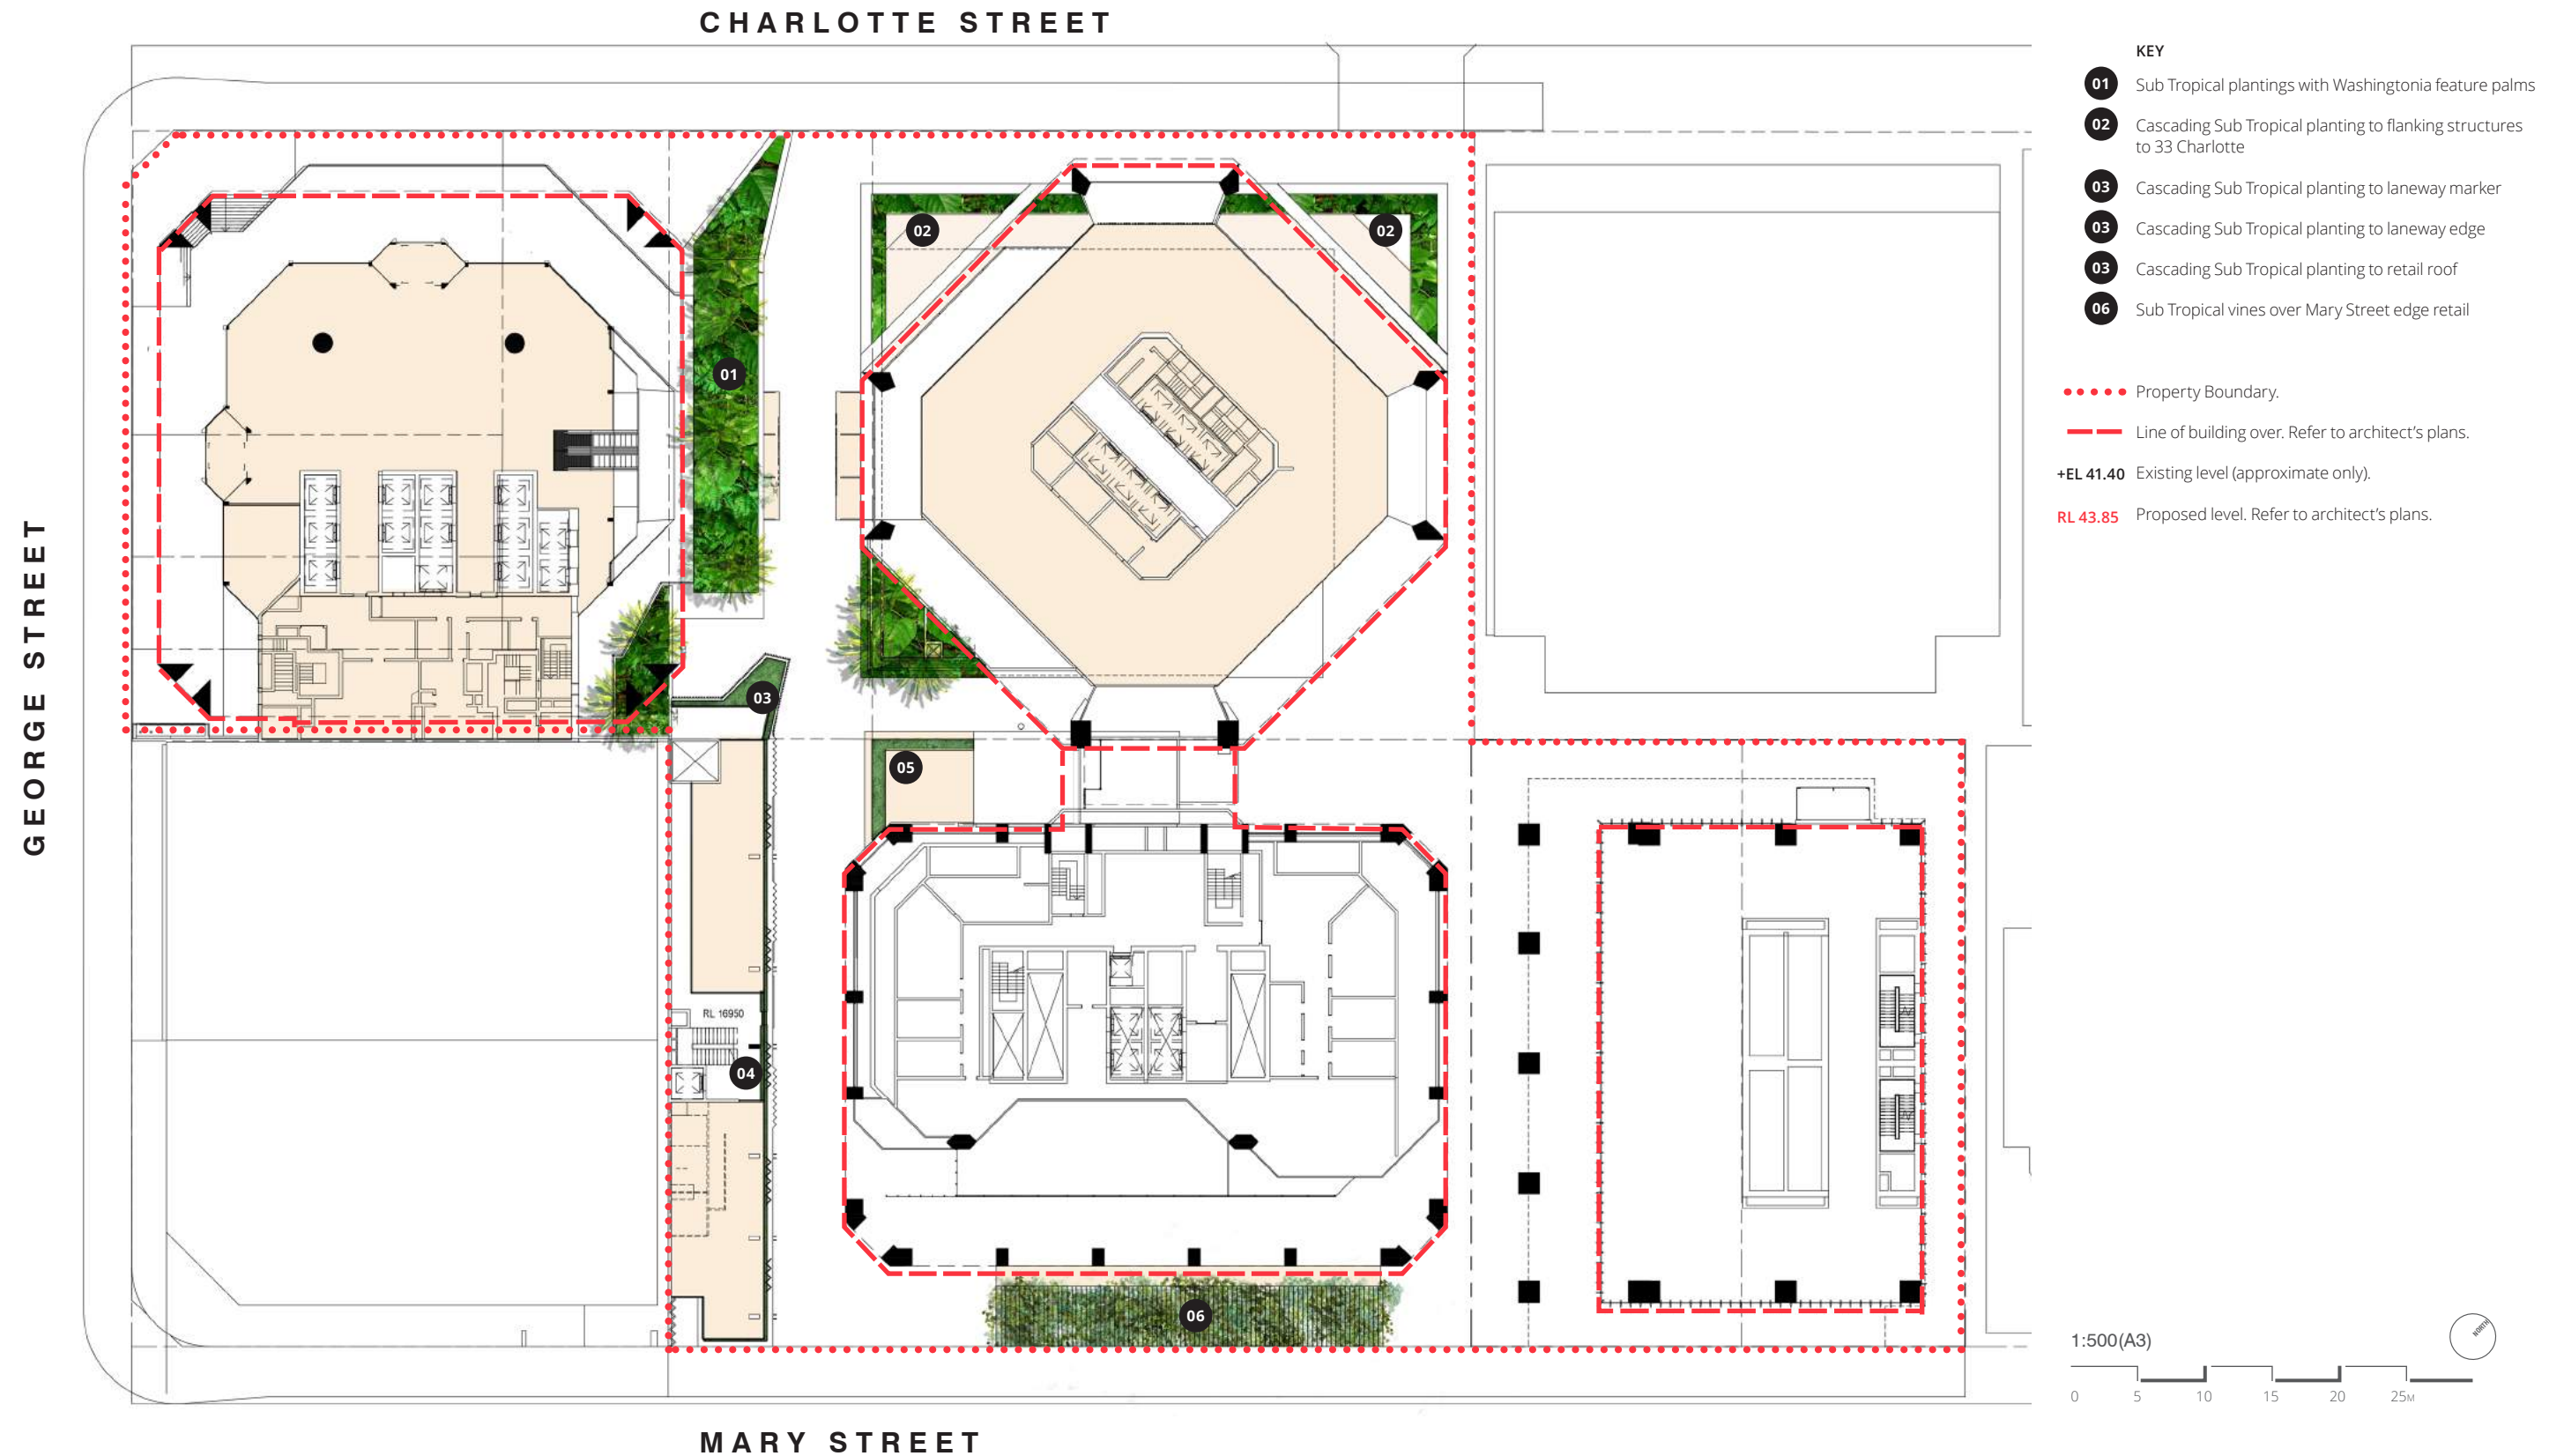 CHARLOTTE STREET
GEORGE STREET
02
02
01
03
05
RL 16950
04
06
MARY STREET
KEY
01 Sub Tropical plantings with Washingtonia feature palms
02 Cascading Sub Tropical planting to flanking structures
to 33 Charlotte
03 Cascading Sub Tropical planting to laneway marker
03 Cascading Sub Tropical planting to laneway edge
03 Cascading Sub Tropical planting to retail roof
06 Sub Tropical vines over Mary Street edge retail
Property Boundary.
Line of building over. Refer to architect's plans.
+EL 41.40 Existing level (approximate only).
RL 43.85 Proposed level. Refer to architect's plans.
1:500(A3)
NORTH
0 5 10 15 20 25M